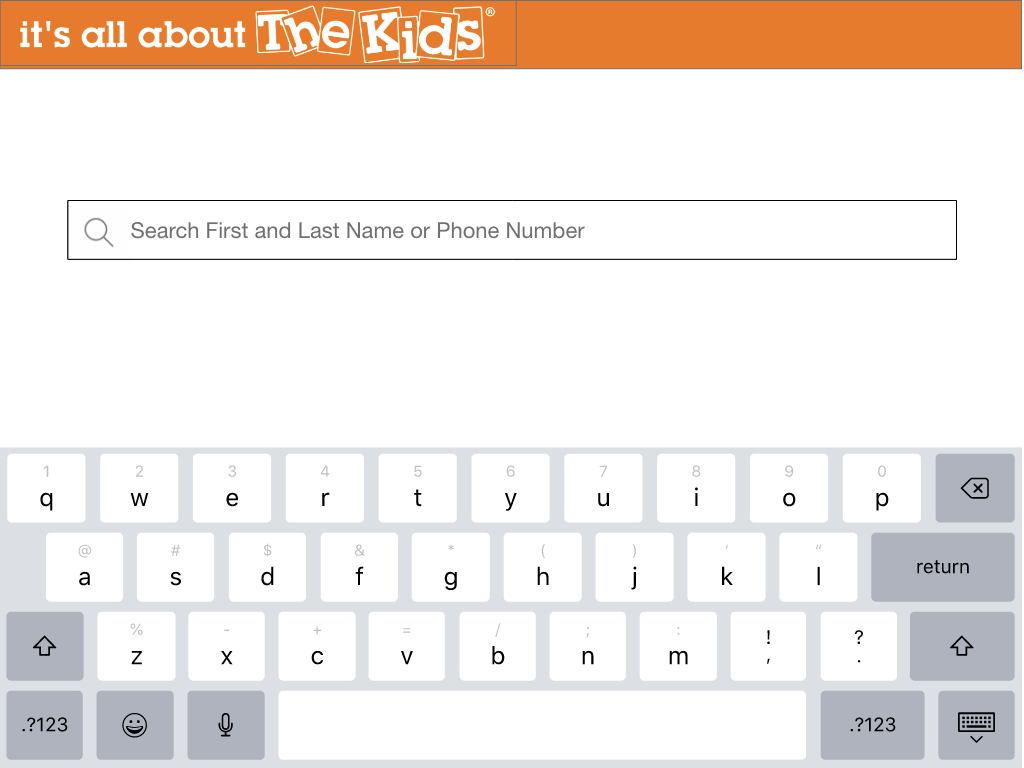 it's all about The Kids®
Search First and Last Name or Phone Number
1 2 3 4 5 6 7 8 9 0
q w e r t y u i o p
@ # $ & * ( ) ‘ “
a s d f g h j k l return
% - + = / ; : ! ?
z x c v b n m , .
.?123 .?123